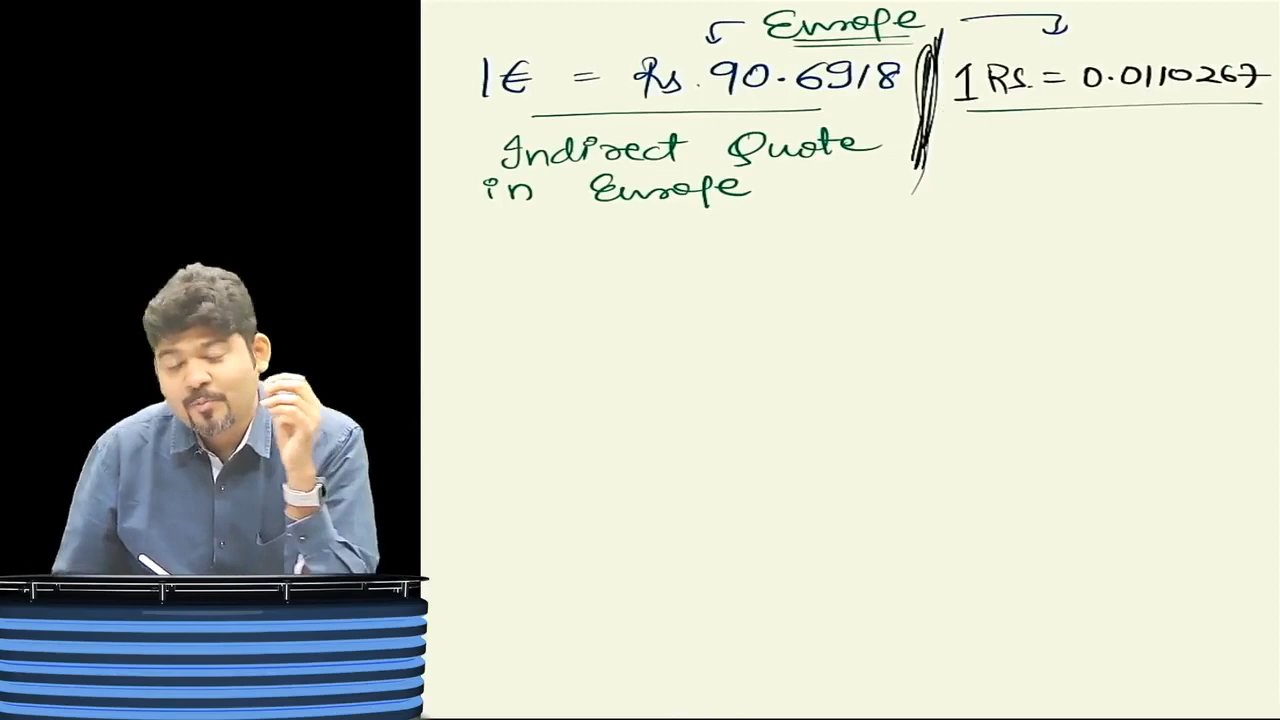 Europe
1€ = Rs. 90.6918
1 Rs. = 0.0110267
Indirect Quote
in Europe